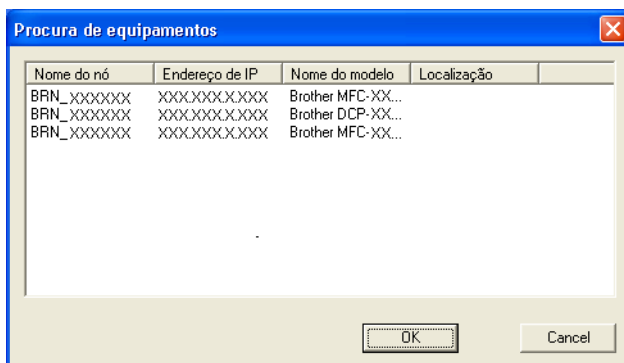 Procura de equipamentos
Nome do nó Endereço de IP Nome do modelo Localização
BRN_XXXXXX XXX.XXX.X.XXX Brother MFC-XX...
BRN_XXXXXX XXX.XXX.X.XXX Brother DCP-XX...
BRN_XXXXXX XXX.XXX.X.XXX Brother MFC-XX...
OK Cancel